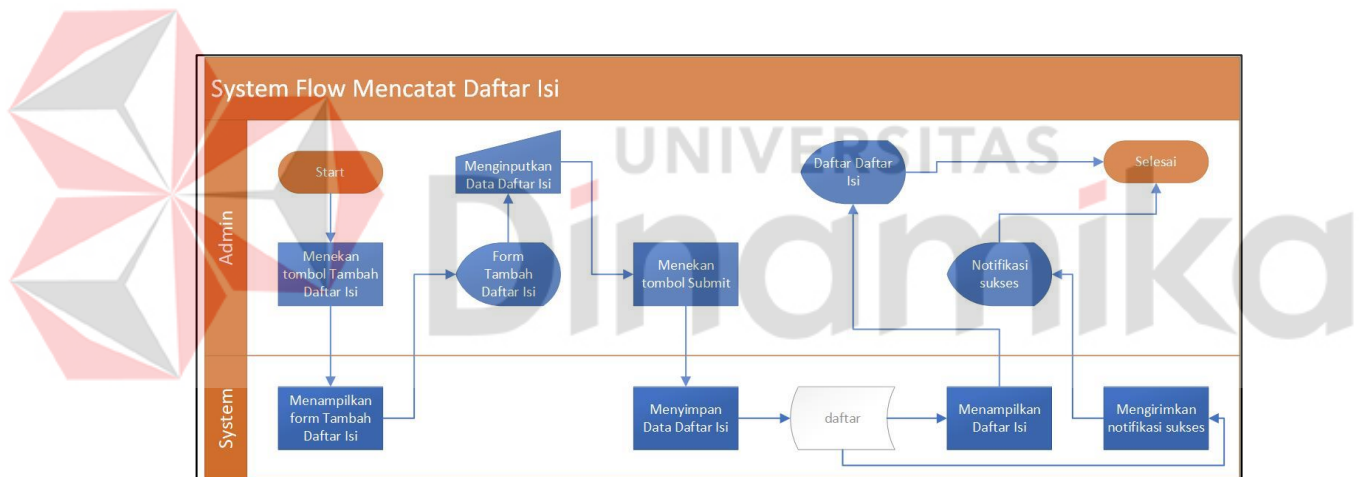 System Flow Mencatat Daftar Isi
UNIVERSITAS
Dinamika
Admin
Start
Menginputkan
Data Daftar Isi
Daftar Daftar
Isi
Selesai
Menekan
tombol Tambah
Daftar Isi
Form
Tambah
Daftar Isi
Menekan
tombol Submit
Notifikasi
sukses
System
Menampilkan
form Tambah
Daftar Isi
Menyimpan
Data Daftar Isi
daftar
Menampilkan
Daftar Isi
Mengirimkan
notifikasi sukses